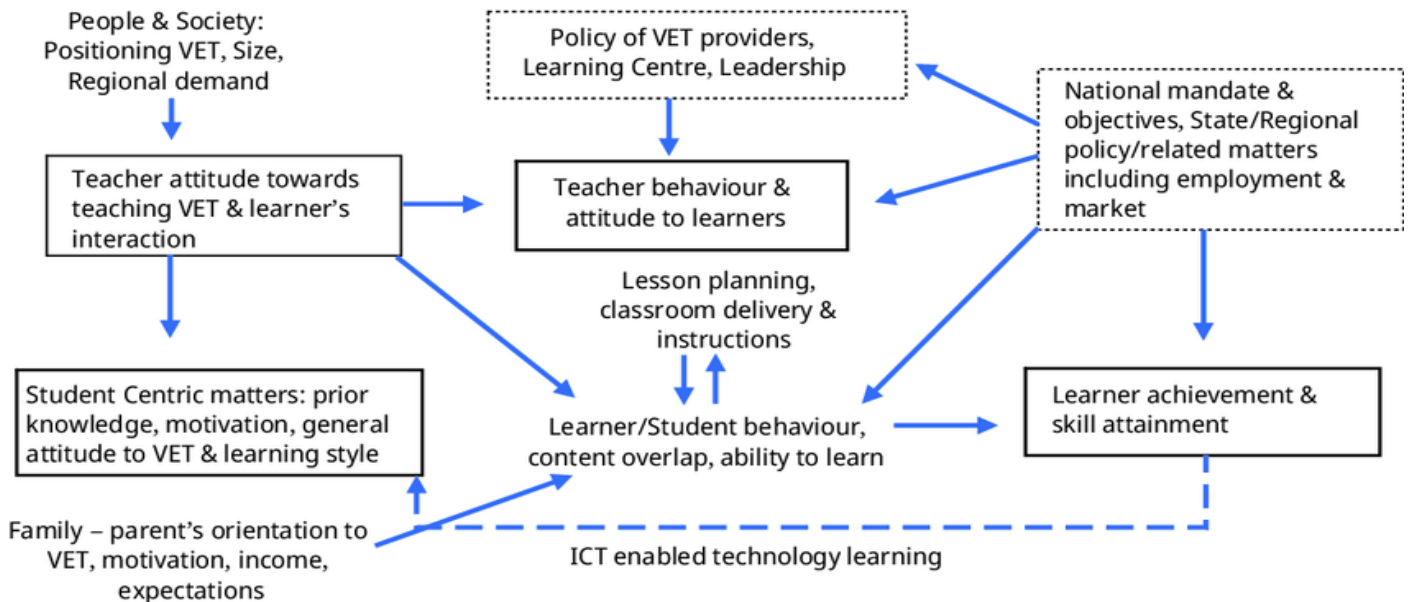 People & Society:
Positioning VET, Size,
Regional demand
Policy of VET providers,
Learning Centre, Leadership
National mandate &
objectives, State/Regional
policy/related matters
including employment &
market
Teacher attitude towards
teaching VET & learner's
interaction
Teacher behaviour &
attitude to learners
Lesson planning,
classroom delivery &
instructions
Student Centric matters: prior
knowledge, motivation, general
attitude to VET & learning style
Learner/Student behaviour,
content overlap, ability to learn
Learner achievement &
skill attainment
Family – parent's orientation to
VET, motivation, income,
expectations
ICT enabled technology learning